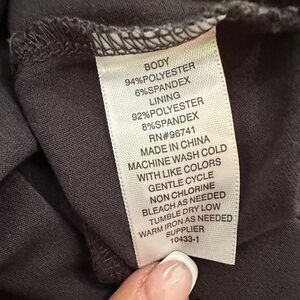 BODY
94%POLYESTER
6%SPANDEX
LINING
92%POLYESTER
8%SPANDEX
RN#96741
MADE IN CHINA
MACHINE WASH COLD
WITH LIKE COLORS
GENTLE CYCLE
NON CHLORINE
BLEACH AS NEEDED
TUMBLE DRY LOW
WARM IRON AS NEEDED
SUPPLIER
10433-1